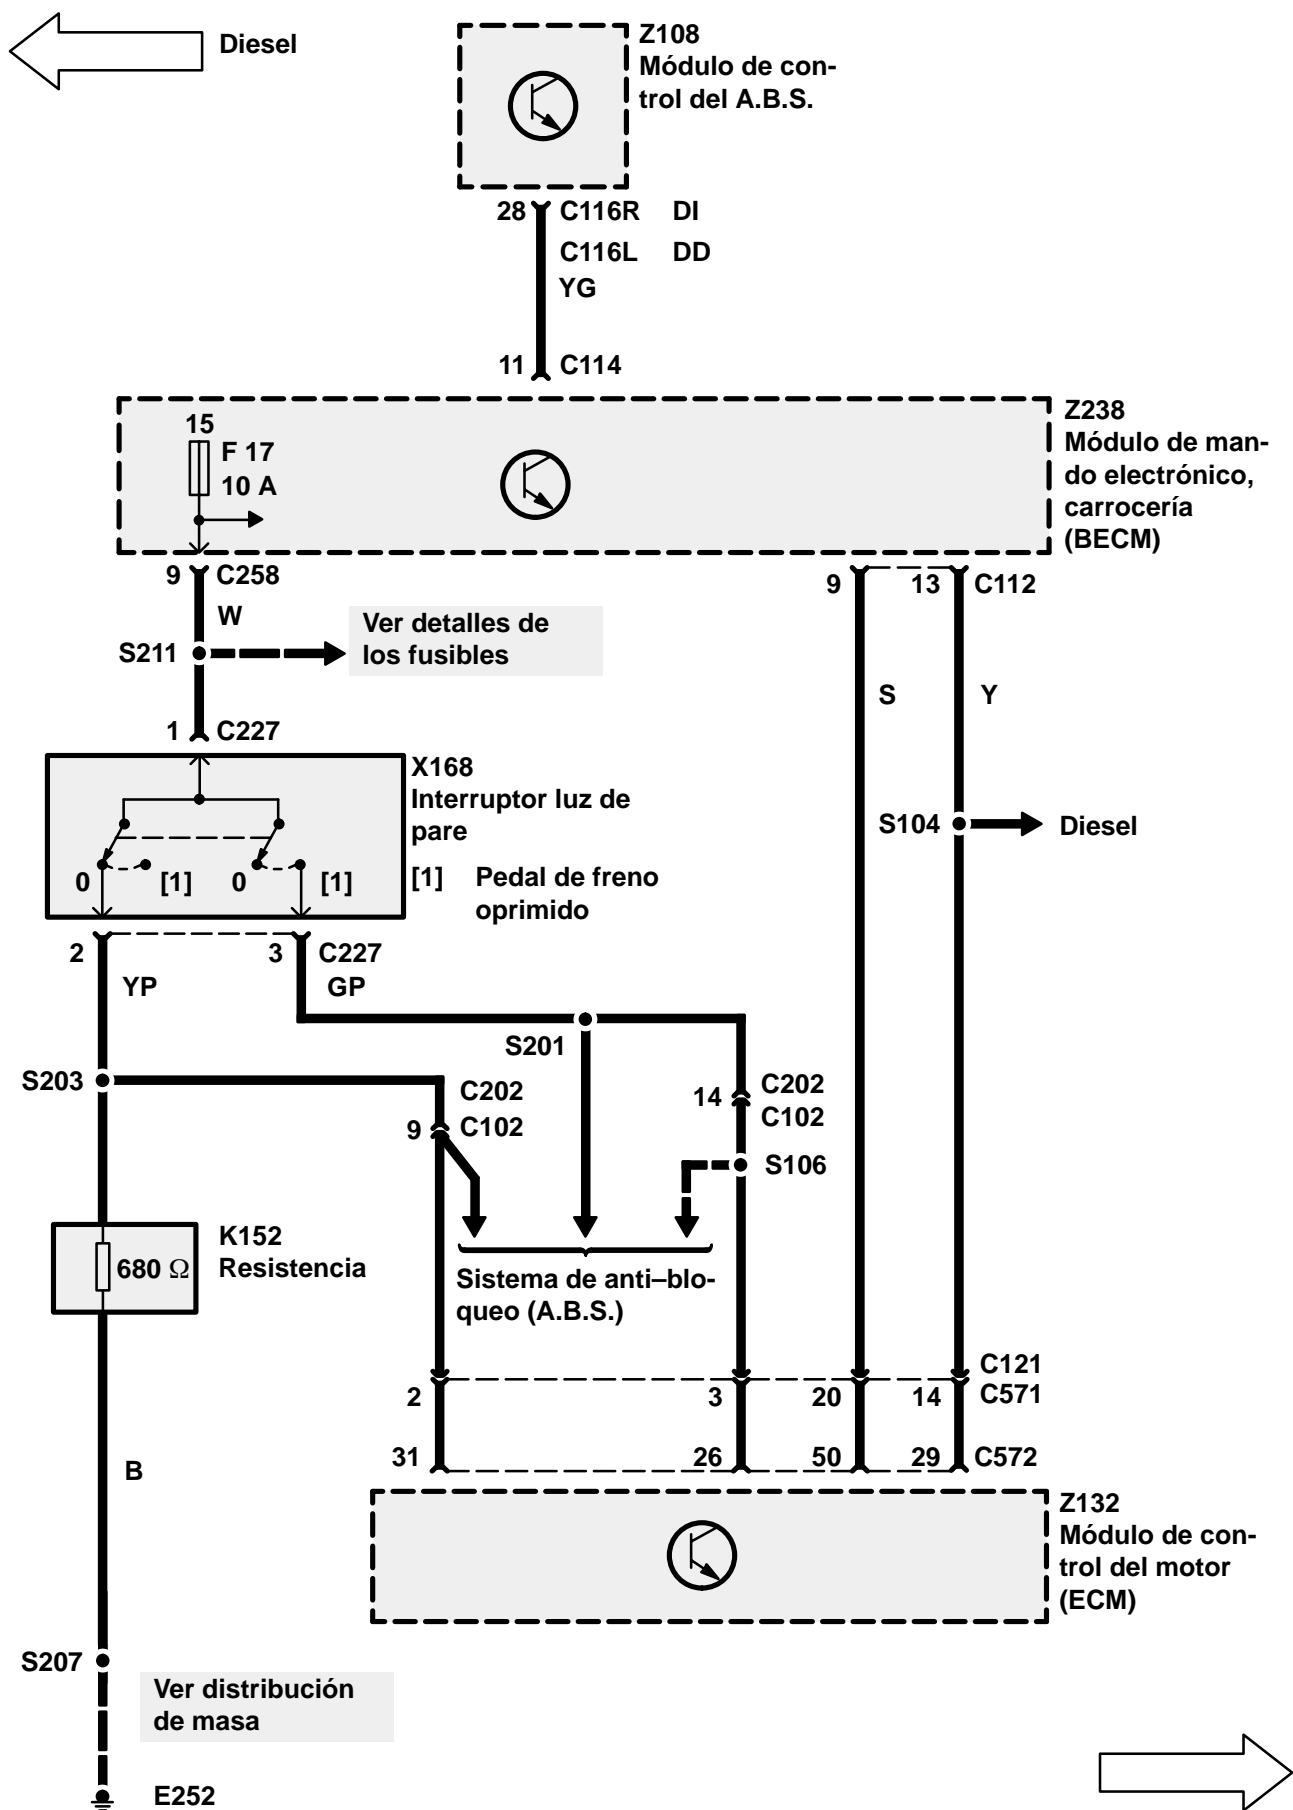 Diesel
Z108
Módulo de con-
trol del A.B.S.
28 C116R DI
C116L DD
YG
11 C114
15
F 17
10 A
Z238
Módulo de man-
do electrónico,
carrocería
(BECM)
9 C258
W
9 13 C112
S211
Ver detalles de
los fusibles
S Y
1 C227
X168
Interruptor luz de
pare
[1] Pedal de freno
oprimido
0 [1] 0 [1]
S104
Diesel
2 3 C227
YP GP
S201
S203
C202
9 C102
14 C202
C102
S106
K152
Resistencia
680 Ω
Sistema de anti–blo-
queo (A.B.S.)
C121
2 3 20 14 C571
31 26 50 29 C572
B
Z132
Módulo de con-
trol del motor
(ECM)
S207
Ver distribución
de masa
E252